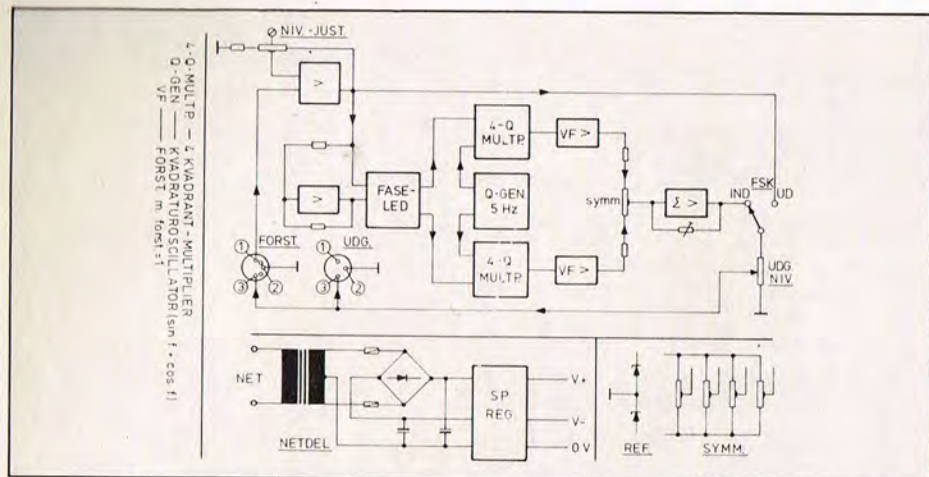 4-Q-MULTP. — 4 KVADRANT-MULTIPLIER
Q-GEN — KVADRATUROSCILLATOR (sin f + cos f)
VF — FORST. m. forst.=1
NIV.-JUST.
>
>
FASE-
LED
4-Q
MULTP.
Q-GEN.
5 Hz
4-Q
MULTP.
VF >
VF >
symm
Σ >
FSK
IND
UD
UDG.
NIV.
FORST.
1
2
3
UDG.
1
2
3
NET
NETDEL
SP
REG
V+
V-
0 V
REF.
SYMM.